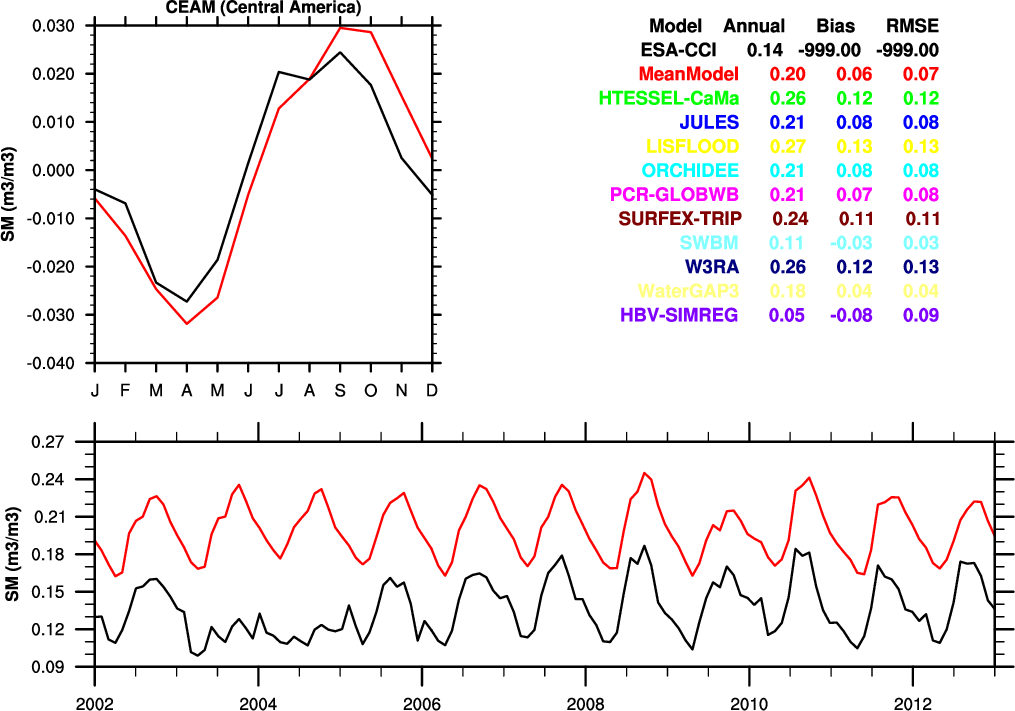 CEAM (Central America)
0.030
0.020
0.010
0.000
-0.010
-0.020
-0.030
-0.040
SM (m3/m3)
J F M A M J J A S O N D
Model Annual Bias RMSE
ESA-CCI 0.14 -999.00 -999.00
MeanModel 0.20 0.06 0.07
HTESSEL-CaMa 0.26 0.12 0.12
JULES 0.21 0.08 0.08
LISFLOOD 0.27 0.13 0.13
ORCHIDEE 0.21 0.08 0.08
PCR-GLOBWB 0.21 0.07 0.08
SURFEX-TRIP 0.24 0.11 0.11
SWBM 0.11 -0.03 0.03
W3RA 0.26 0.12 0.13
WaterGAP3 0.18 0.04 0.04
HBV-SIMREG 0.05 -0.08 0.09
0.27
0.24
0.21
0.18
0.15
0.12
0.09
SM (m3/m3)
2002 2004 2006 2008 2010 2012